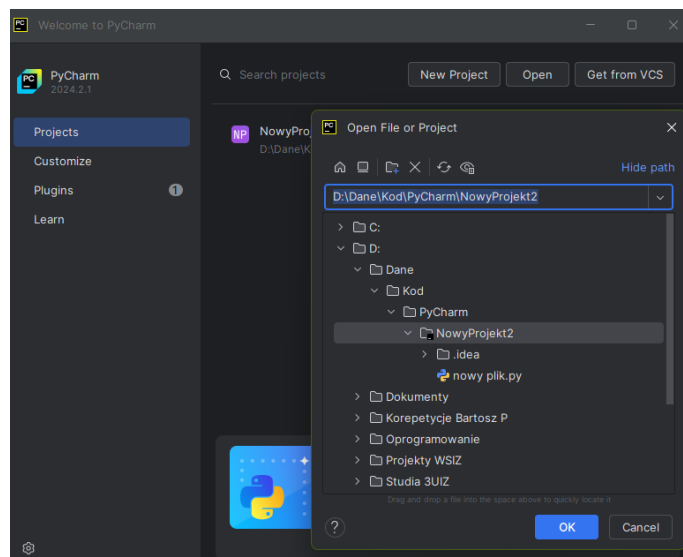 Welcome to PyCharm
PyCharm
2024.2.1
Search projects
New Project
Open
Get from VCS
Projects
Customize
Plugins
1
Learn
NP
NowyPro
D:\Dane\K
Open File or Project
Hide path
D:\Dane\Kod\PyCharm\NowyProjekt2
C:
D:
Dane
Kod
PyCharm
NowyProjekt2
.idea
nowy plik.py
Dokumenty
Korepetycje Bartosz P
Oprogramowanie
Projekty WSIZ
Studia 3UIZ
Drag and drop a file into the space above to quickly locate it
?
OK
Cancel